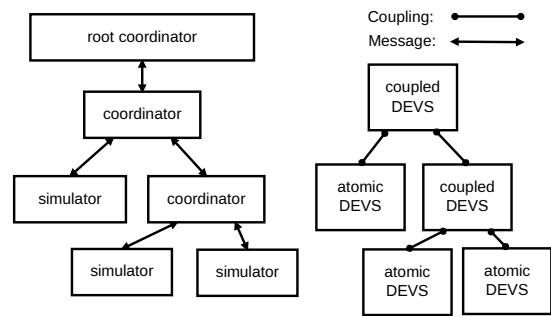 Coupling:
Message:
root coordinator
coordinator
simulator
coordinator
simulator
simulator
coupled
DEVS
atomic
DEVS
coupled
DEVS
atomic
DEVS
atomic
DEVS